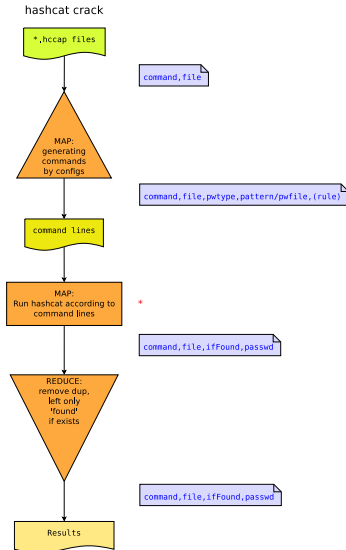 hashcat crack
*,hccap files
command,file
MAP:
generating
commands
by configs
command,file,pwtype,pattern/pwfile,(rule)
command lines
MAP:
Run hashcat according to
command lines
*
command,file,ifFound,passwd
REDUCE:
remove dup,
left only
'found'
if exists
command,file,ifFound,passwd
Results